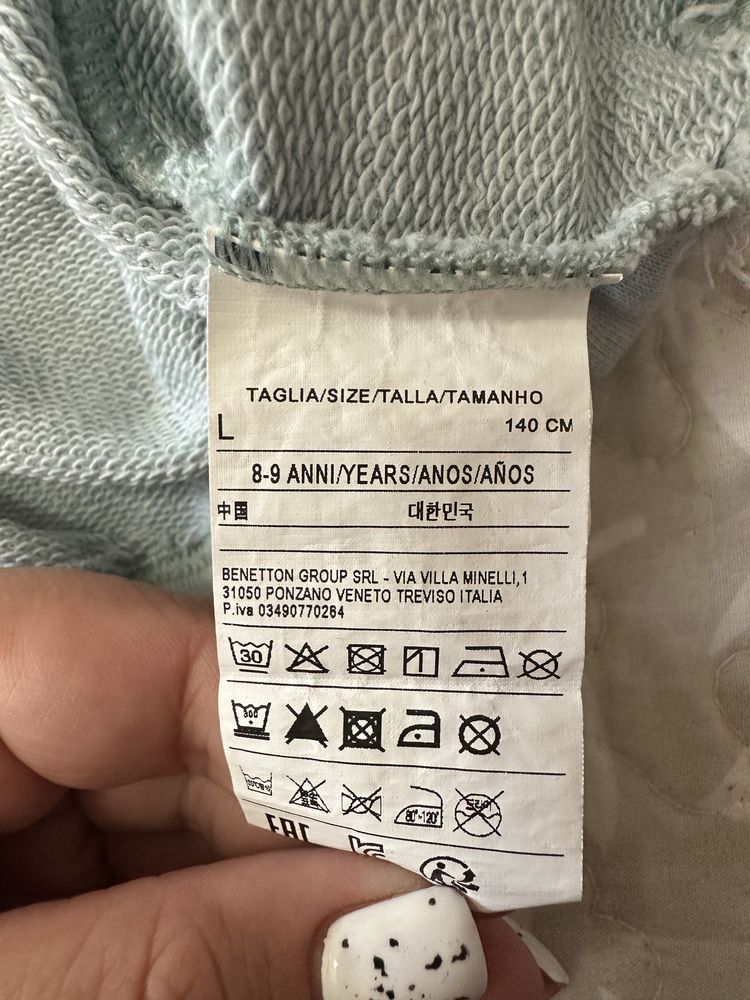 TAGLIA/SIZE/TALLA/TAMANHO
L 140 CM
8-9 ANNI/YEARS/ANOS/AÑOS
中国 대한민국
BENETTON GROUP SRL - VIA VILLA MINELLI,1
31050 PONZANO VENETO TREVISO ITALIA
P.iva 03490770264
30
80°-120°
EAC